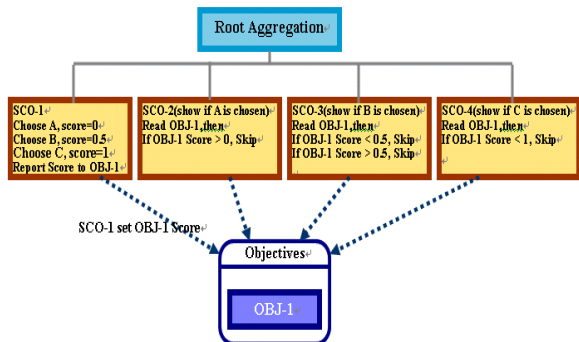 Root Aggregation
SCO-1
Choose A, score=0
Choose B, score=0.5
Choose C, score=1
Report Score to OBJ-1
SCO-2(show if A is chosen)
Read OBJ-1,then
If OBJ-1 Score > 0, Skip
SCO-3(show if B is chosen)
Read OBJ-1,then
If OBJ-1 Score < 0.5, Skip
If OBJ-1 Score > 0.5, Skip
SCO-4(show if C is chosen)
Read OBJ-1,then
If OBJ-1 Score < 1, Skip
SCO-1 set OBJ-1 Score
Objectives
OBJ-1